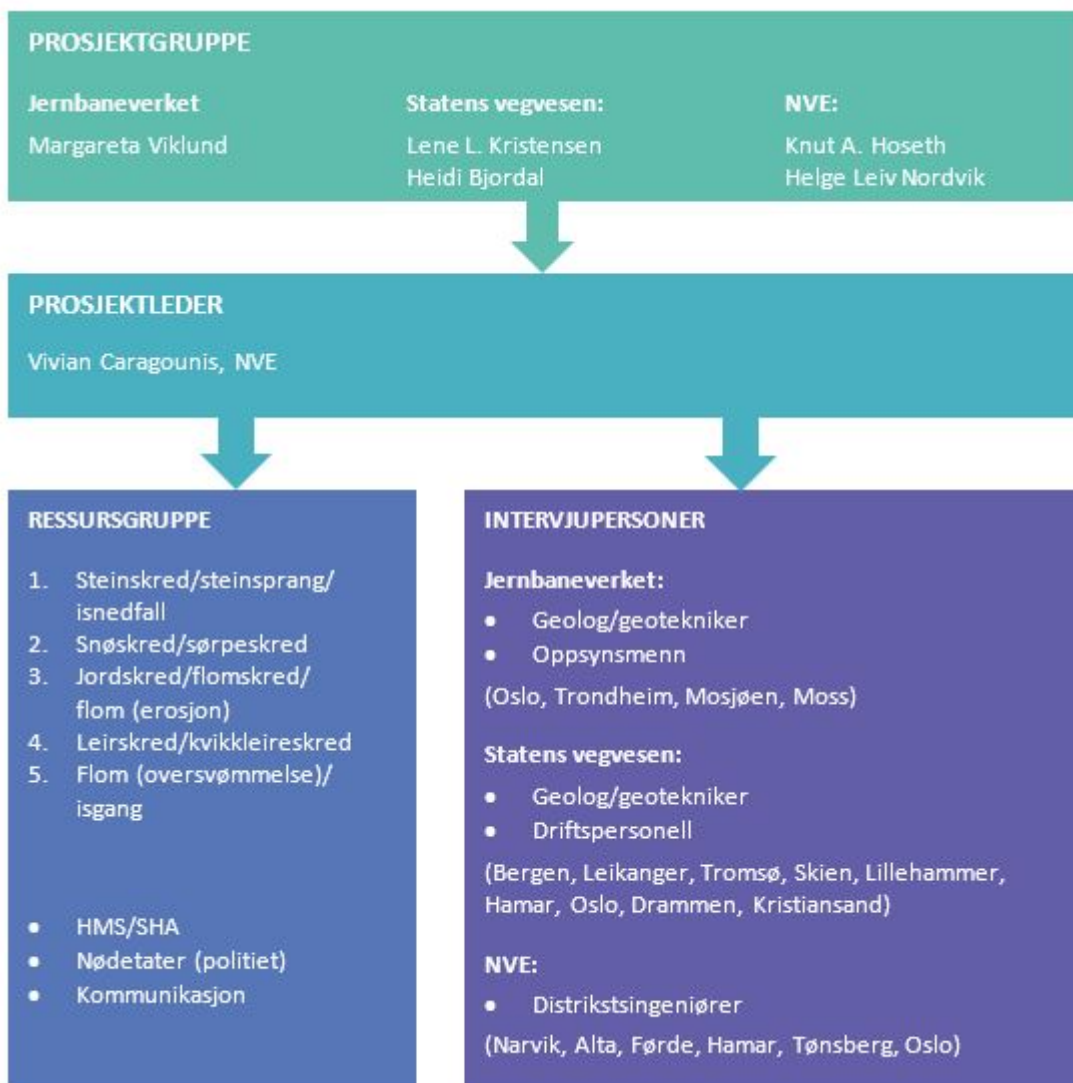 PROSJEKTGRUPPE
Jernbaneverket
Margareta Viklund
Statens vegvesen:
Lene L. Kristensen
Heidi Bjordal
NVE:
Knut A. Hoseth
Helge Leiv Nordvik
PROSJEKTLEDER
Vivian Caragounis, NVE
RESSURSGRUPPE
1. Steinskred/steinsprang/
isnedfall
2. Snøskred/sørpeskred
3. Jordskred/flomskred/
flom (erosjon)
4. Leirskred/kvikkleireskred
5. Flom (oversvømmelse)/
isgang
• HMS/SHA
• Nødetater (politiet)
• Kommunikasjon
INTERVJUPERSONER
Jernbaneverket:
• Geolog/geotekniker
• Oppsynsmenn
(Oslo, Trondheim, Mosjøen, Moss)
Statens vegvesen:
• Geolog/geotekniker
• Driftspersonell
(Bergen, Leikanger, Tromsø, Skien, Lillehammer,
Hamar, Oslo, Drammen, Kristiansand)
NVE:
• Distrikstsingeniører
(Narvik, Alta, Førde, Hamar, Tønsberg, Oslo)